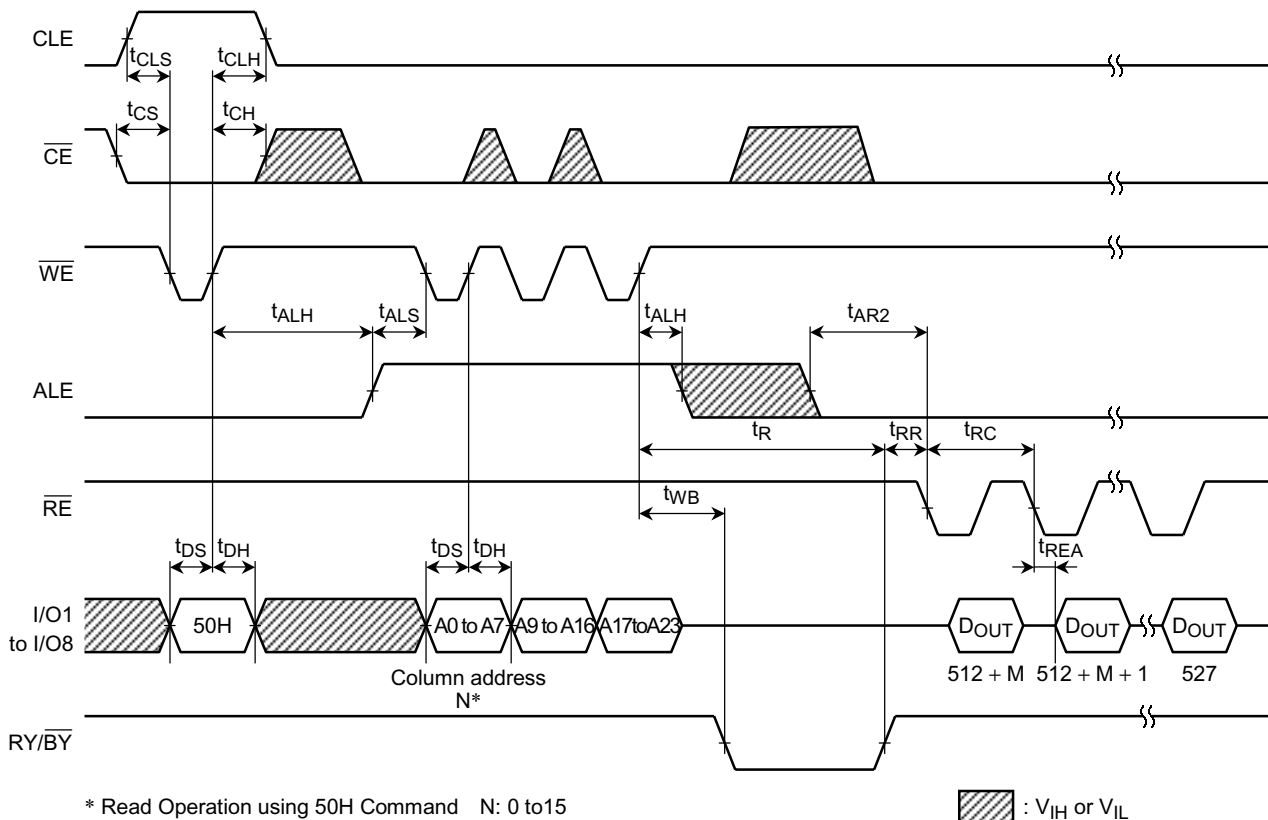 CLE
tCLS tCLH
tCS tCH
CE
WE
tALH tALS tALH tAR2
ALE
tR tRR tRC
RE
tWB
tDS tDH tDS tDH tREA
I/O1
to I/O8
50H A0 to A7 A9 to A16 A17toA23 DOUT DOUT DOUT
Column address
N*
512 + M 512 + M + 1 527
RY/BY
* Read Operation using 50H Command N: 0 to15
: VIH or VIL